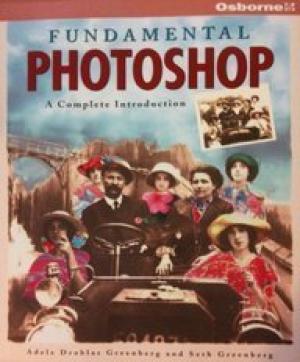 Osborne
FUNDAMENTAL
PHOTOSHOP
A Complete Introduction
Adele Droblas Greenberg and Seth Greenberg